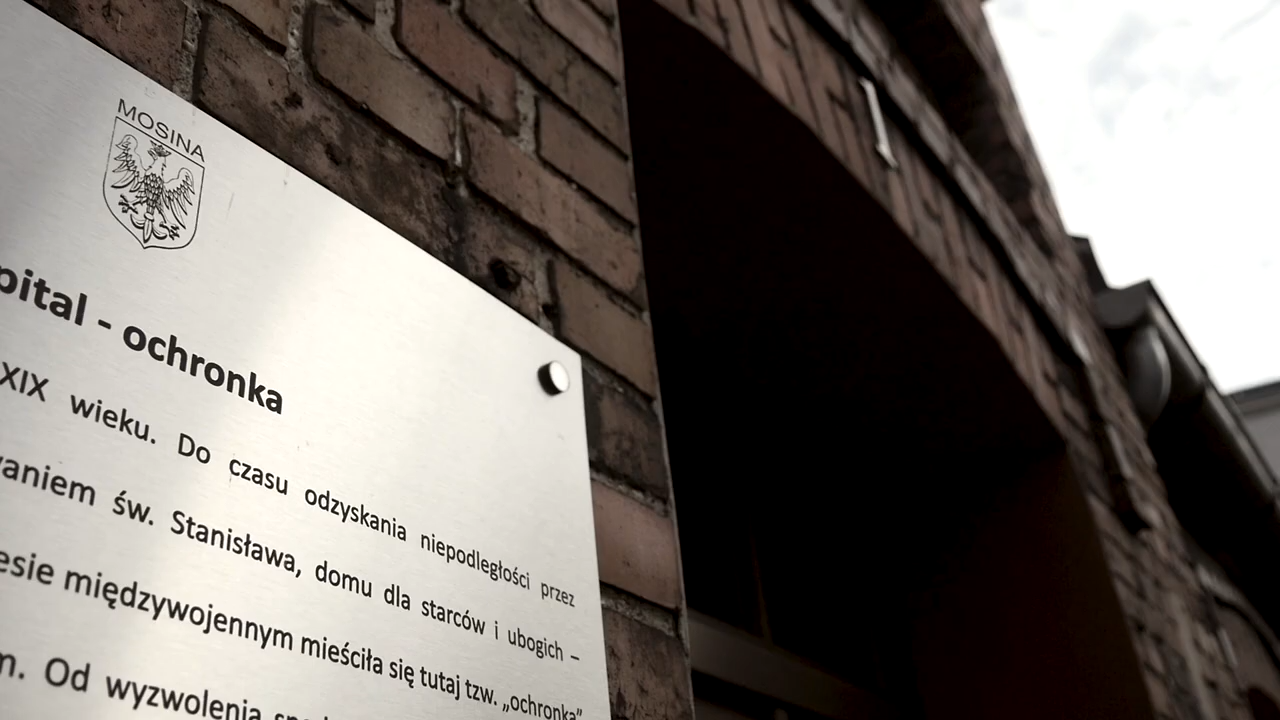 MOSINA
pital - ochronka
XIX wieku. Do czasu odzyskania niepodległości przez
waniem św. Stanisława, domu dla starców i ubogich –
esie międzywojennym mieściła się tutaj tzw. „ochronka”
m. Od wyzwolenia